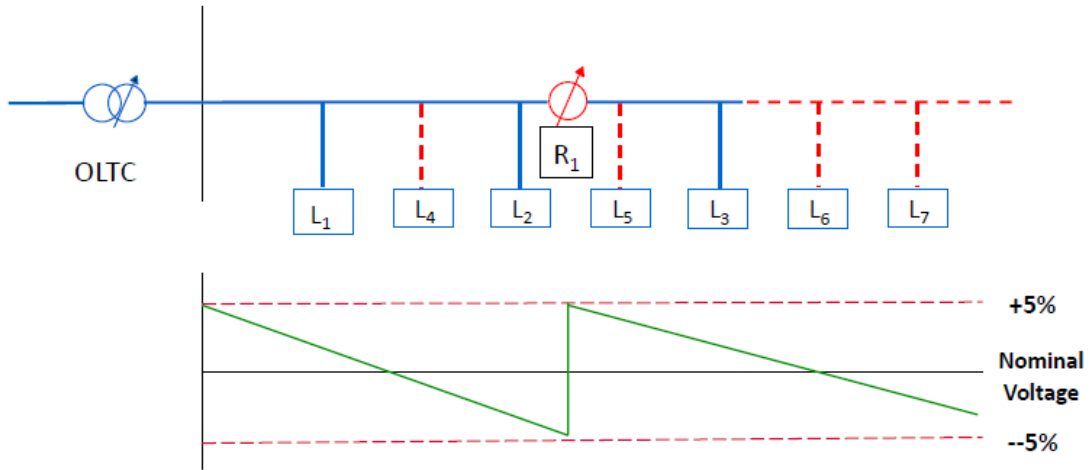 OLTC
R1
L1
L4
L2
L5
L3
L6
L7
+5%
Nominal
Voltage
--5%